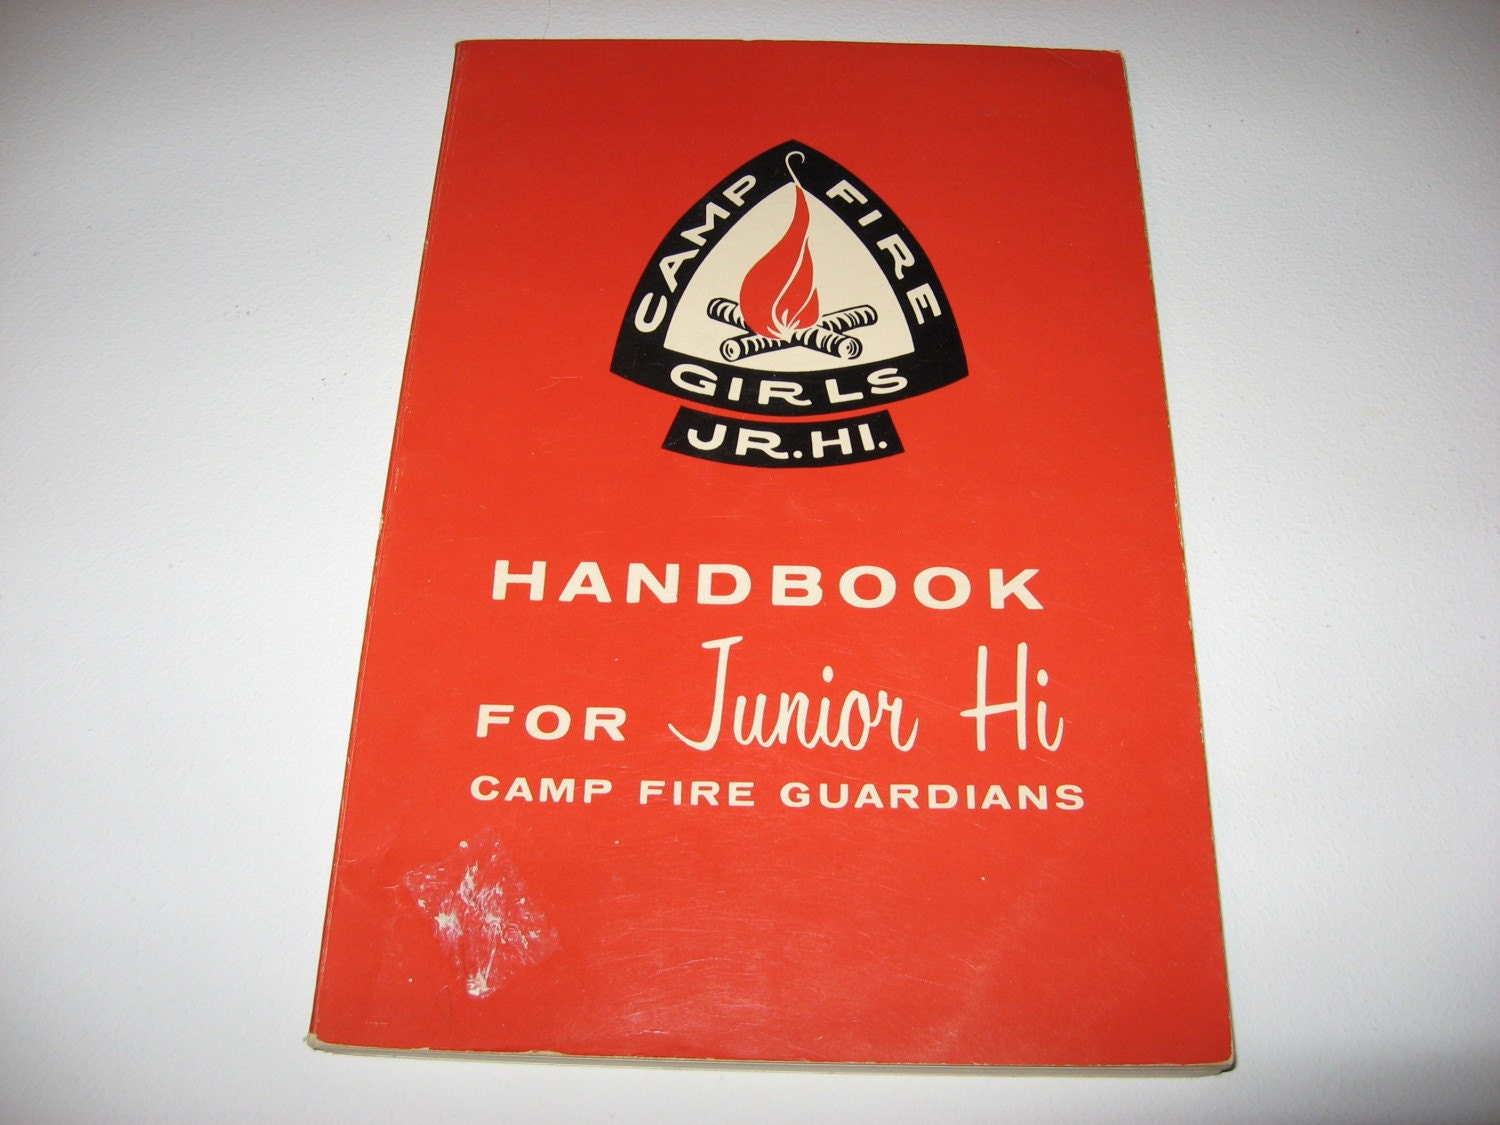 CAMP FIRE
GIRLS
JR.HI.
HANDBOOK
FOR Junior Hi
CAMP FIRE GUARDIANS